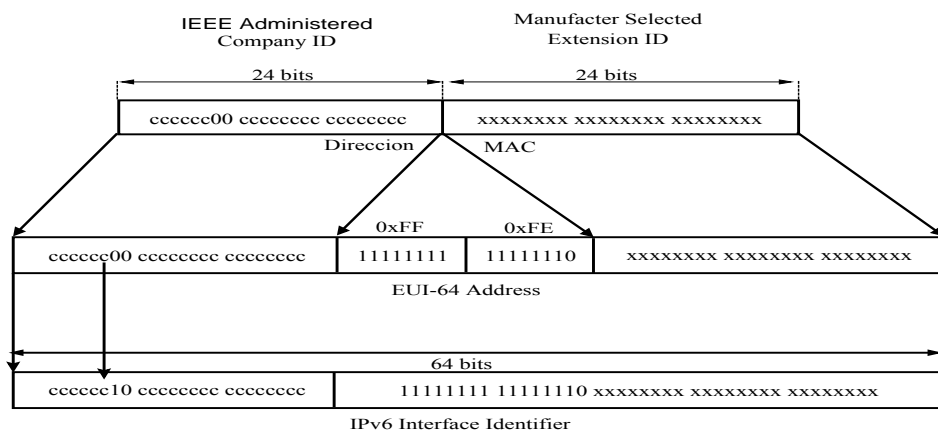 IEEE Administered
Company ID
Manufacter Selected
Extension ID
24 bits
24 bits
cccccc00 cccccccc cccccccc
xxxxxxxx xxxxxxxx xxxxxxxx
Direccion MAC
0xFF
0xFE
cccccc00 cccccccc cccccccc
11111111
11111110
xxxxxxxx xxxxxxxx xxxxxxxx
EUI-64 Address
64 bits
cccccc10 cccccccc cccccccc
11111111 11111110 xxxxxxxx xxxxxxxx xxxxxxxx
IPv6 Interface Identifier